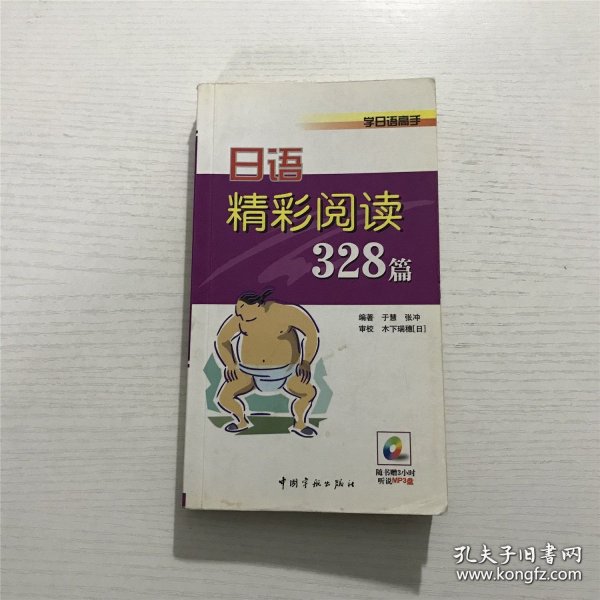 学日语高手
日语
精彩阅读
328篇
编著 于慧 张冲
审校 木下瑞穗[日]
随书赠3小时
听说MP3盘
中国宇航出版社
孔夫子旧书网
www.kongfz.com